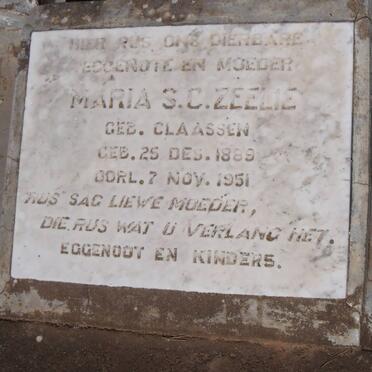 HIER RUS ONS DIERBARE
EGGENOTE EN MOEDER
MARIA S.C. ZEELIE
GEB. CLAASSEN
GEB. 25 DES. 1889
OORL. 7 NOV. 1951
RUS SAG LIEWE MOEDER,
DIE RUS WAT U VERLANG HET.
EGGENOOT EN KINDERS.